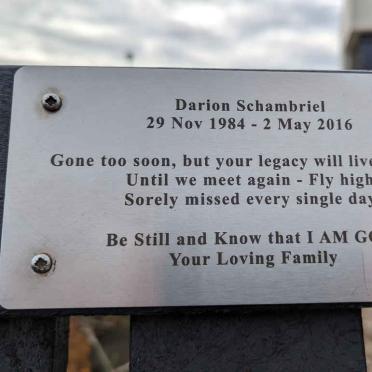 Darion Schambriel
29 Nov 1984 - 2 May 2016
Gone too soon, but your legacy will live
Until we meet again - Fly high
Sorely missed every single day
Be Still and Know that I AM
Your Loving Family